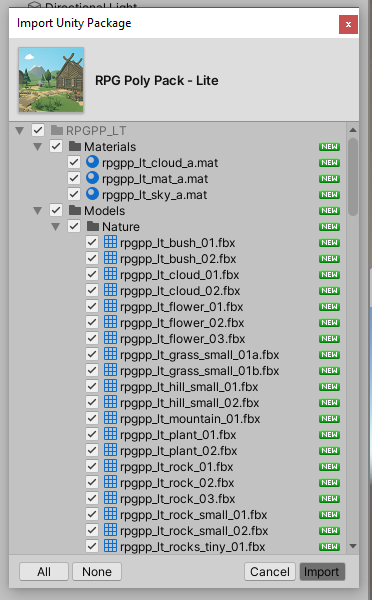 Directional Light
Import Unity Package
x
RPG Poly Pack - Lite
RPGPP_LT
Materials NEW
rpgpp_lt_cloud_a.mat NEW
rpgpp_lt_mat_a.mat NEW
rpgpp_lt_sky_a.mat NEW
Models NEW
Nature NEW
rpgpp_lt_bush_01.fbx NEW
rpgpp_lt_bush_02.fbx NEW
rpgpp_lt_cloud_01.fbx NEW
rpgpp_lt_cloud_02.fbx NEW
rpgpp_lt_flower_01.fbx NEW
rpgpp_lt_flower_02.fbx NEW
rpgpp_lt_flower_03.fbx NEW
rpgpp_lt_grass_small_01a.fbx NEW
rpgpp_lt_grass_small_01b.fbx NEW
rpgpp_lt_hill_small_01.fbx NEW
rpgpp_lt_hill_small_02.fbx NEW
rpgpp_lt_mountain_01.fbx NEW
rpgpp_lt_plant_01.fbx NEW
rpgpp_lt_plant_02.fbx NEW
rpgpp_lt_rock_01.fbx NEW
rpgpp_lt_rock_02.fbx NEW
rpgpp_lt_rock_03.fbx NEW
rpgpp_lt_rock_small_01.fbx NEW
rpgpp_lt_rock_small_02.fbx NEW
rpgpp_lt_rocks_tiny_01.fbx NEW
All None Cancel Import